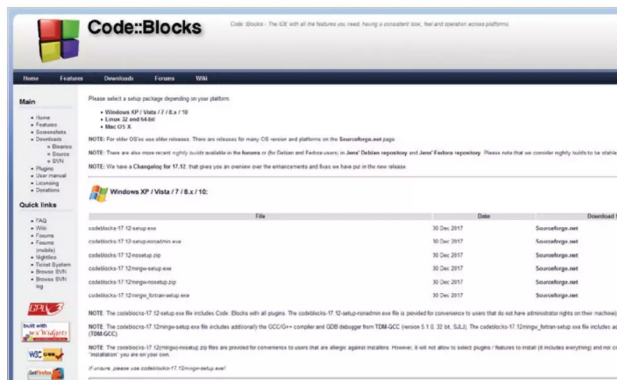 Code::Blocks
Code::Blocks - The IDE with all the features you need, having a consistent look, feel and operation across platforms.
Home Features Downloads Forums Wiki
Main
Home
Features
Screenshots
Downloads
Binaries
Source
SVN
Plugins
User manual
Licensing
Donations
Quick links
FAQ
Wiki
Forums
Forums
(mobile)
Nightlies
Ticket System
Browse SVN
Browse SVN
log
GPLv3
built with
wxWidgets
W3C CSS
GetFirefox
Please select a setup package depending on your platform:
Windows XP / Vista / 7 / 8.x / 10
Linux 32 and 64-bit
Mac OS X
NOTE: For older OS'es use older releases. There are releases for many OS version and platforms on the Sourceforge.net page.
NOTE: There are also more recent nightly builds available in the forums or (for Debian and Fedora users) in Jens' Debian repository and Jens' Fedora repository. Please note that we consider nightly builds to be stable
NOTE: We have a Changelog for 17.12, that gives you an overview over the enhancements and fixes we have put in the new release.
Windows XP / Vista / 7 / 8.x / 10:
File Date Download
codeblocks-17.12-setup.exe 30 Dec 2017 Sourceforge.net
codeblocks-17.12-setup-nonadmin.exe 30 Dec 2017 Sourceforge.net
codeblocks-17.12-nosetup.zip 30 Dec 2017 Sourceforge.net
codeblocks-17.12mingw-setup.exe 30 Dec 2017 Sourceforge.net
codeblocks-17.12mingw-nosetup.zip 30 Dec 2017 Sourceforge.net
codeblocks-17.12mingw_fortran-setup.exe 30 Dec 2017 Sourceforge.net
NOTE: The codeblocks-17.12-setup.exe file includes Code::Blocks with all plugins. The codeblocks-17.12-setup-nonadmin.exe file is provided for convenience to users that do not have administrator rights on their machine(
NOTE: The codeblocks-17.12mingw-setup.exe file includes additionally the GCC/G++ compiler and GDB debugger from TDM-GCC (version 5.1.0, 32 bit, SJLJ). The codeblocks-17.12mingw_fortran-setup.exe file includes ad
(TDM-GCC).
NOTE: The codeblocks-17.12(mingw)-nosetup.zip files are provided for convenience to users that are allergic against installers. However, it will not allow to select plugins / features to install (it includes everything) and not cr
"installation" you are on your own.
If unsure, please use codeblocks-17.12mingw-setup.exe!